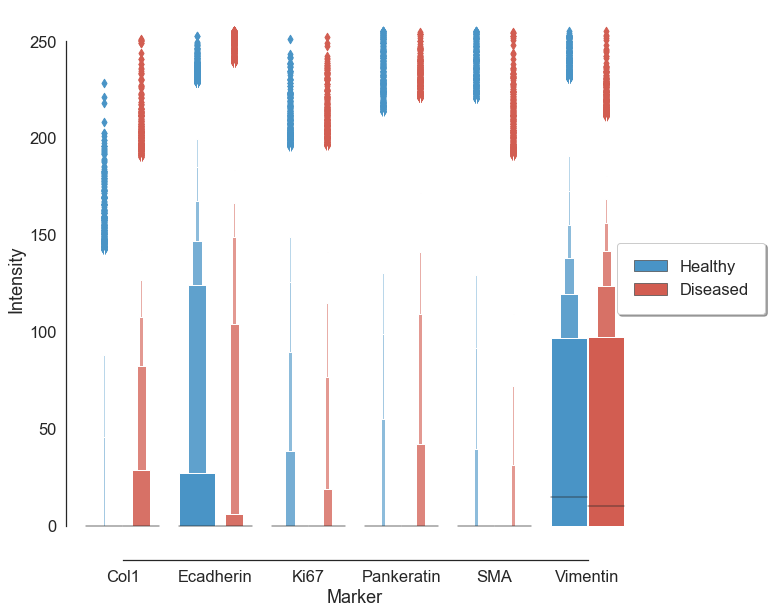 250
200
150
100
50
0
Intensity
Healthy
Diseased
Col1 Ecadherin Ki67 Pankeratin SMA Vimentin
Marker